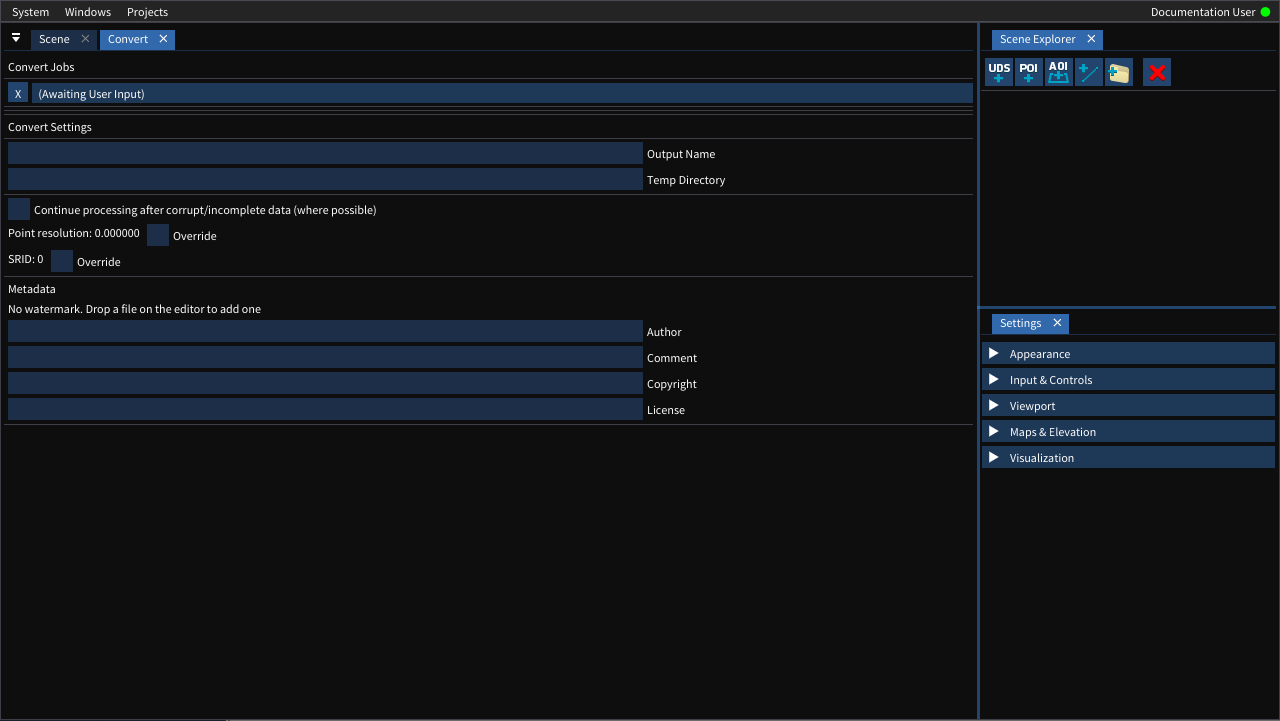 System Windows Projects Documentation User
Scene Convert
Convert Jobs
X (Awaiting User Input)
Convert Settings
Output Name
Temp Directory
Continue processing after corrupt/incomplete data (where possible)
Point resolution: 0.000000 Override
SRID: 0 Override
Metadata
No watermark. Drop a file on the editor to add one
Author
Comment
Copyright
License
Scene Explorer
UDS POI AOI
Settings
Appearance
Input & Controls
Viewport
Maps & Elevation
Visualization